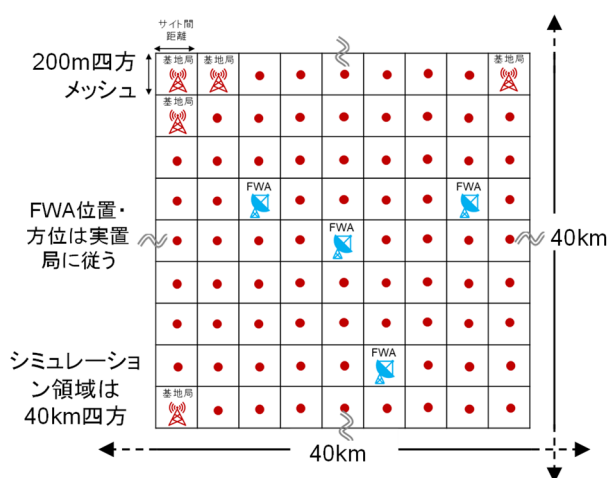 サイト間
距離
200m四方
メッシュ
基地局
基地局
基地局
基地局
FWA
FWA
FWA位置・
方位は実置
局に従う
FWA
40km
シミュレーショ
ン領域は
40km四方
FWA
基地局
40km